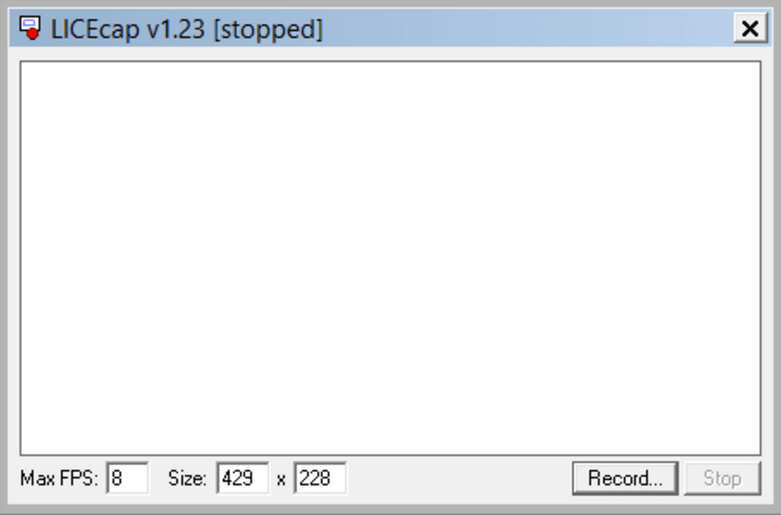 LICEcap v1.23 [stopped]
Max FPS: 8 Size: 429 x 228 Record... Stop